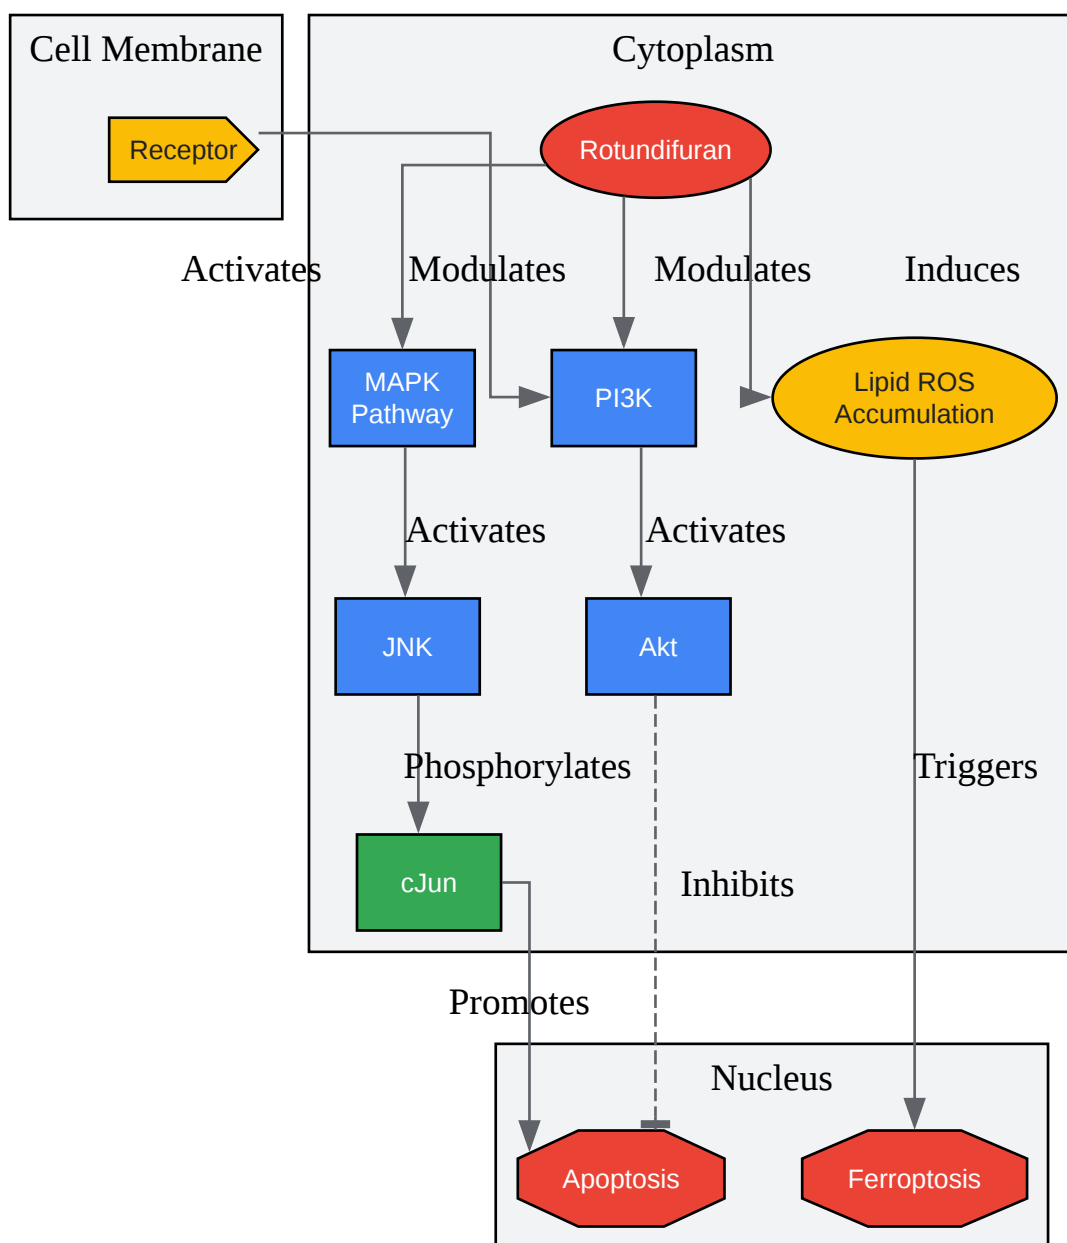 Cell Membrane
Cytoplasm
Receptor
Rotundifuran
Activates
Modulates
Modulates
Induces
MAPK
Pathway
PI3K
Lipid ROS
Accumulation
Activates
Activates
JNK
Akt
Phosphorylates
Triggers
cJun
Inhibits
Promotes
Nucleus
Apoptosis
Ferroptosis